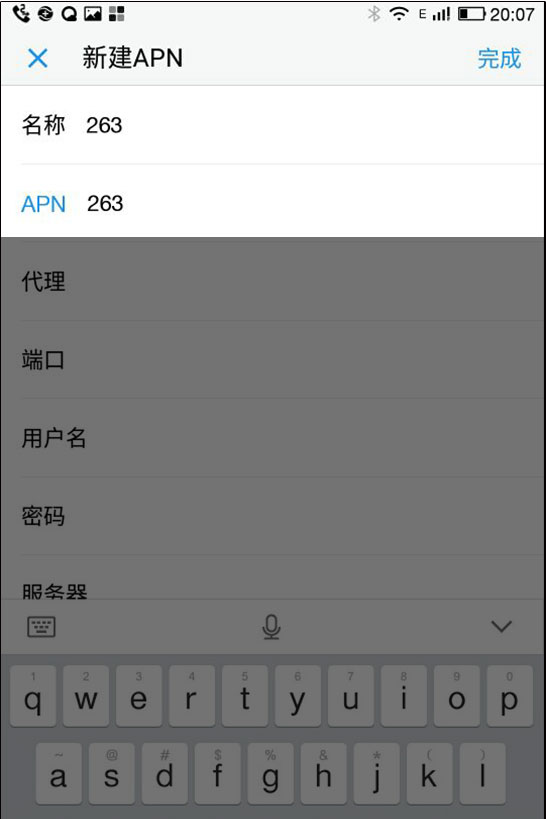 E 20:07
新建APN 完成
名称 263
APN 263
代理
端口
用户名
密码
服务器
1 2 3 4 5 6 7 8 9 0
q w e r t y u i o p
~ @ # $ % & * ( )
a s d f g h j k l